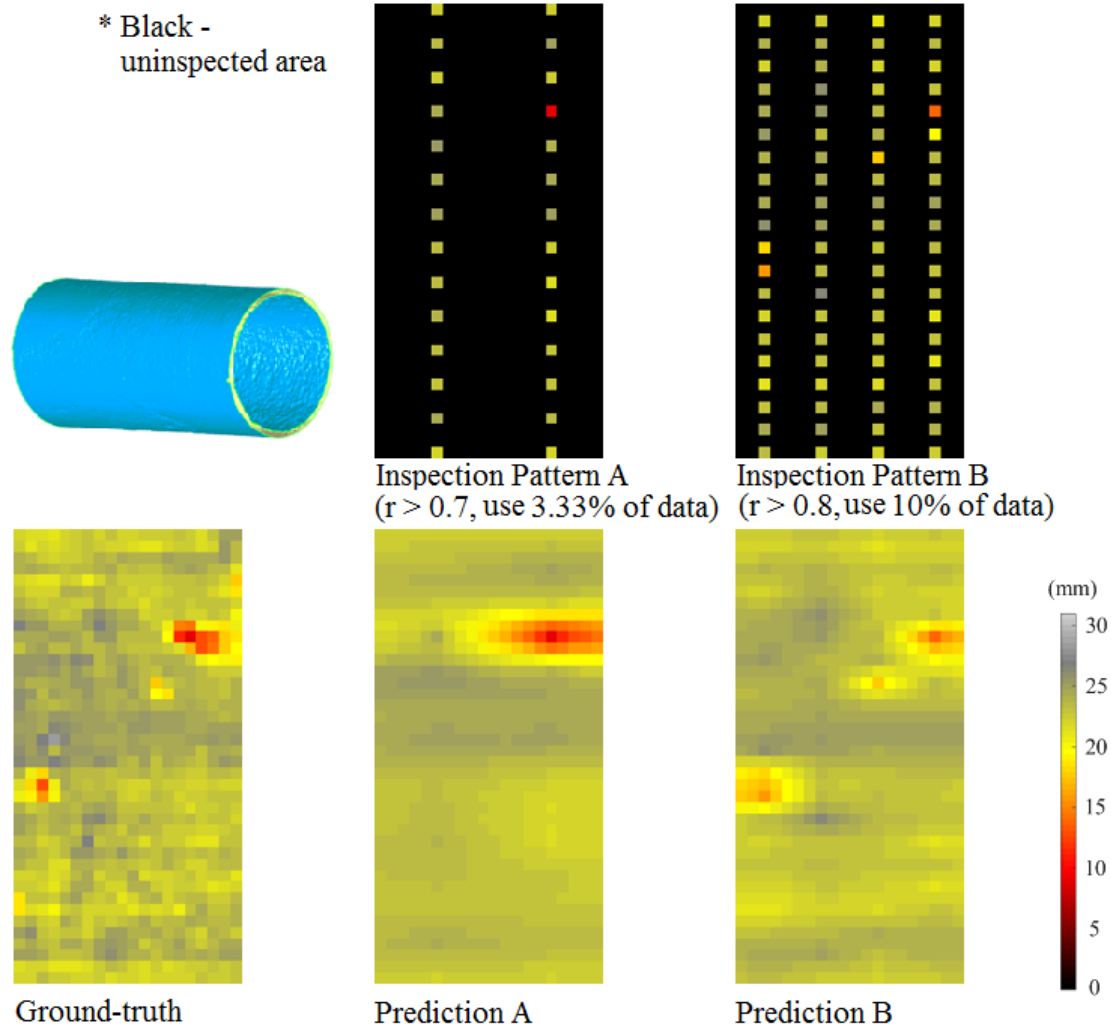 * Black -
uninspected area
Inspection Pattern A
(r > 0.7, use 3.33% of data)
Inspection Pattern B
(r > 0.8, use 10% of data)
(mm)
30
25
20
15
10
5
0
Ground-truth
Prediction A
Prediction B